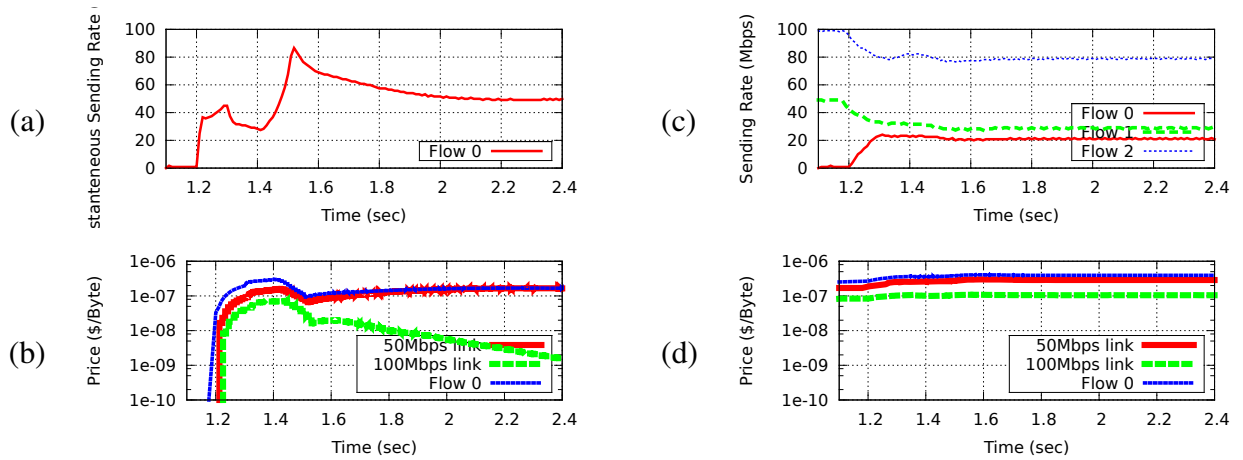 (a)
stanteneous Sending Rate (
100
80
60
40
20
0
1.2 1.4 1.6 1.8 2 2.2 2.4
Time (sec)
Flow 0
(c)
Sending Rate (Mbps)
100
80
60
40
20
0
1.2 1.4 1.6 1.8 2 2.2 2.4
Time (sec)
Flow 0
Flow 1
Flow 2
(b)
Price ($/Byte)
1e-06
1e-07
1e-08
1e-09
1e-10
1.2 1.4 1.6 1.8 2 2.2 2.4
Time (sec)
50Mbps link
100Mbps link
Flow 0
(d)
Price ($/Byte)
1e-06
1e-07
1e-08
1e-09
1e-10
1.2 1.4 1.6 1.8 2 2.2 2.4
Time (sec)
50Mbps link
100Mbps link
Flow 0